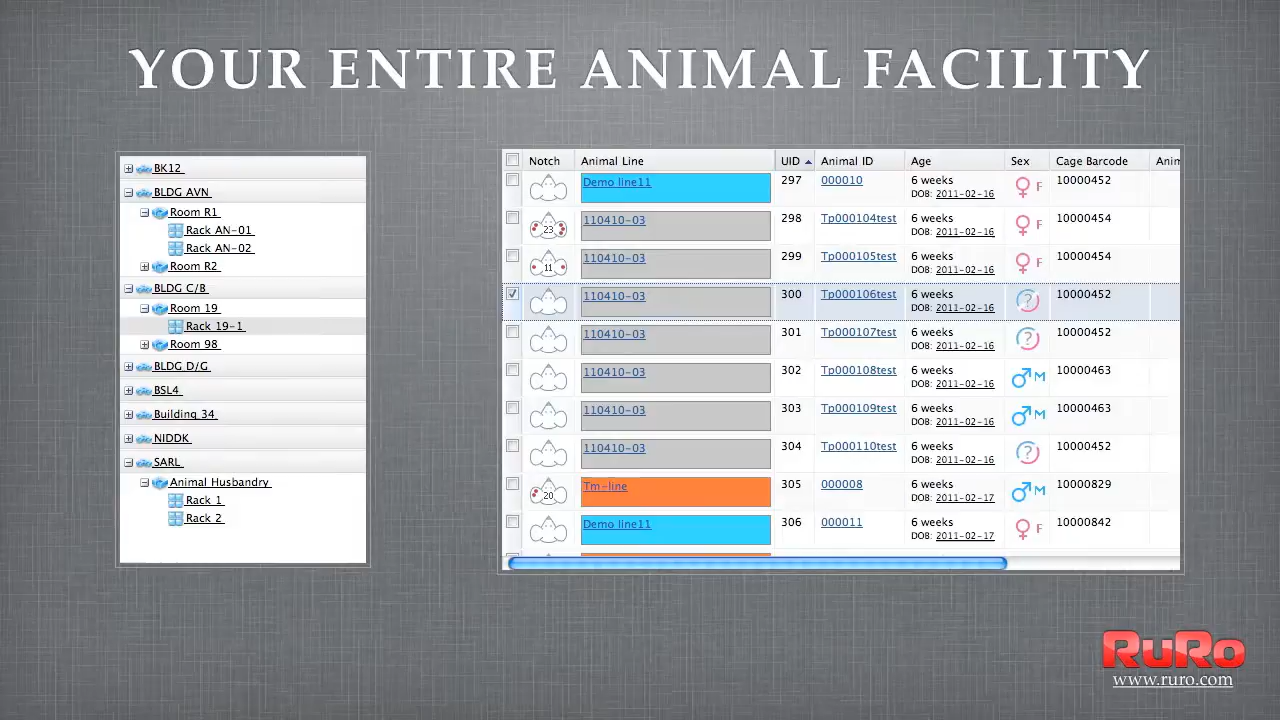 YOUR ENTIRE ANIMAL FACILITY
BK12
BLDG AVN
Room R1
Rack AN-01
Rack AN-02
Room R2
BLDG C/B
Room 19
Rack 19-1
Room 98
BLDG D/G
BSL4
Building 34
NIDDK
SARL
Animal Husbandry
Rack 1
Rack 2
Notch Animal Line UID Animal ID Age Sex Cage Barcode Anim
Demo line11 297 000010 6 weeks F 10000452
DOB: 2011-02-16
110410-03 298 Tp000104test 6 weeks F 10000454
23 DOB: 2011-02-16
110410-03 299 Tp000105test 6 weeks F 10000454
11 DOB: 2011-02-16
110410-03 300 Tp000106test 6 weeks ? 10000452
DOB: 2011-02-16
110410-03 301 Tp000107test 6 weeks ? 10000452
DOB: 2011-02-16
110410-03 302 Tp000108test 6 weeks M 10000463
DOB: 2011-02-16
110410-03 303 Tp000109test 6 weeks M 10000463
DOB: 2011-02-16
110410-03 304 Tp000110test 6 weeks ? 10000452
DOB: 2011-02-16
Tm-line 305 000008 6 weeks M 10000829
20 DOB: 2011-02-17
Demo line11 306 000011 6 weeks F 10000842
DOB: 2011-02-17
RuRo
www.ruro.com